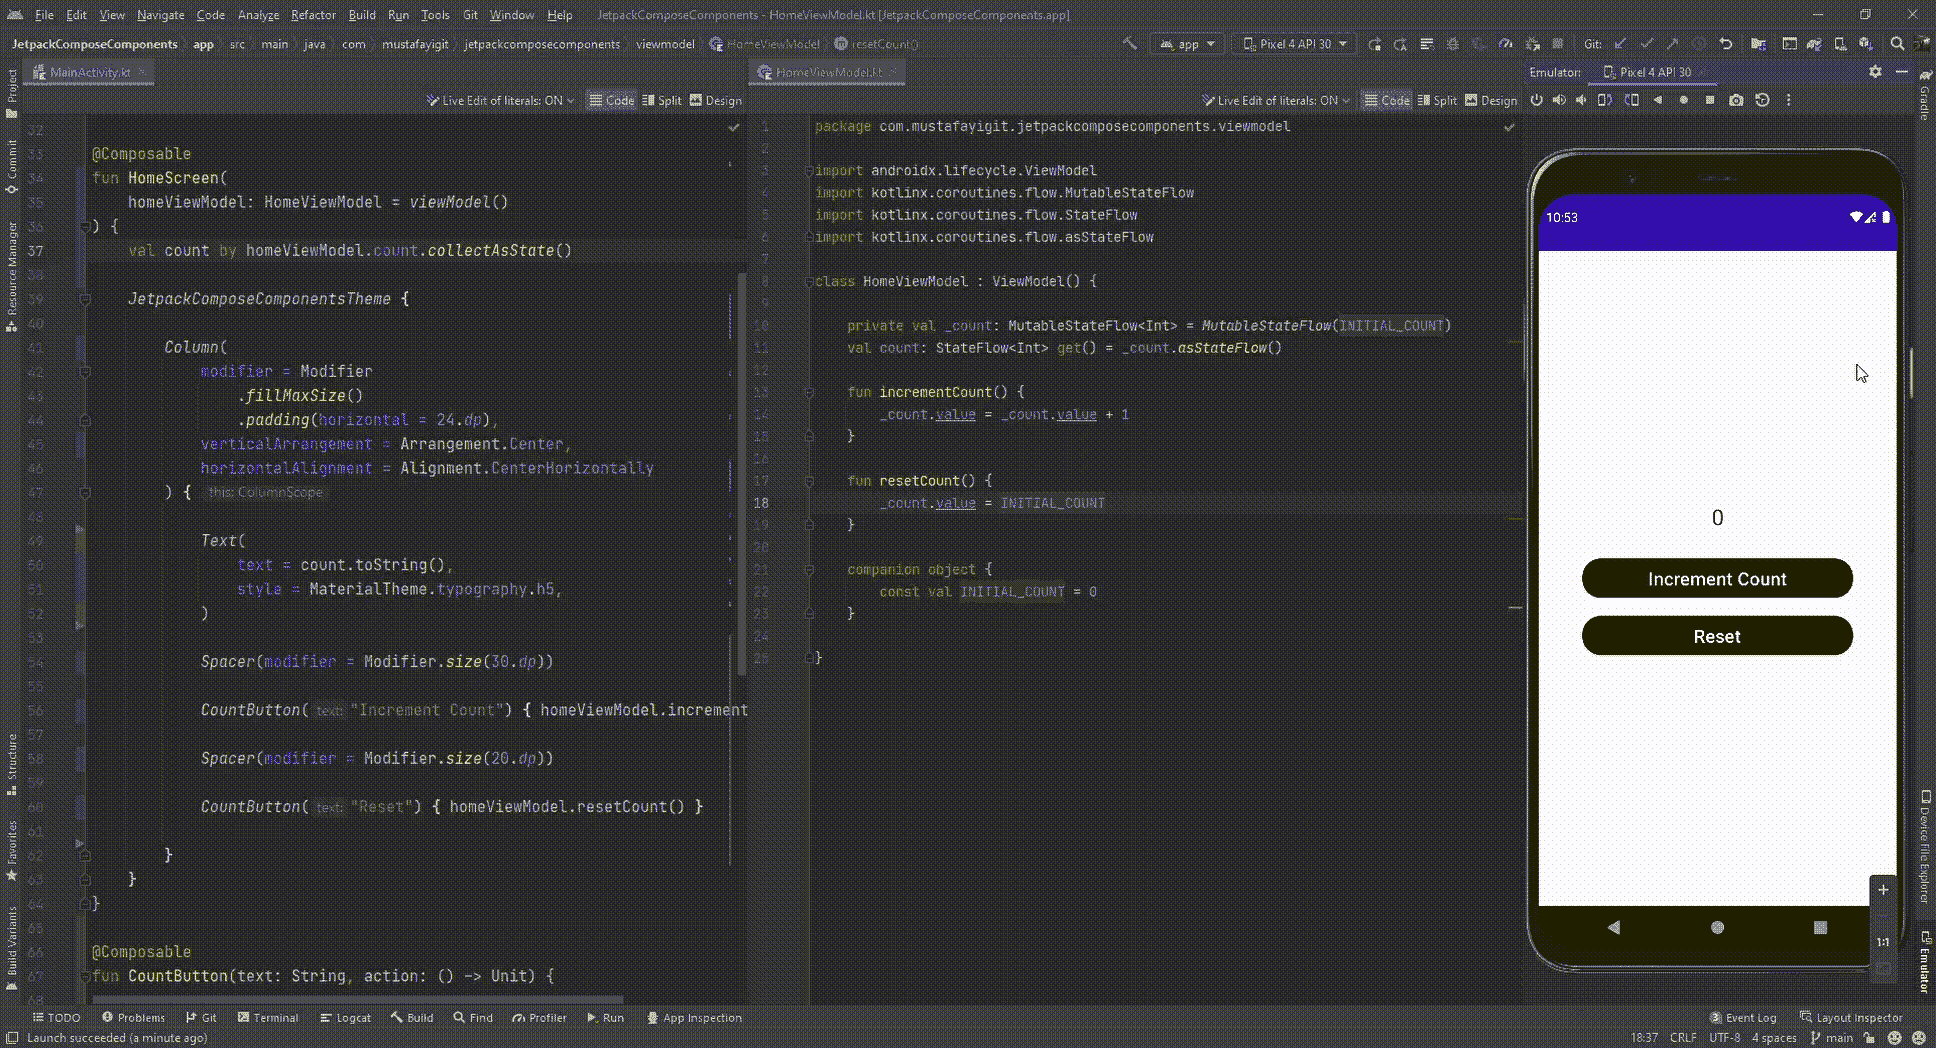 File Edit View Navigate Code Analyze Refactor Build Run Tools Git Window Help JetpackComposeComponents - HomeViewModel.kt [JetpackComposeComponents.app]
JetpackComposeComponents app src main java com mustafayigit jetpackcomposecomponents viewmodel HomeViewModel resetCount() app Pixel 4 API 30 Git:
MainActivity.kt
HomeViewModel.kt
Emulator: Pixel 4 API 30
Live Edit of literals: ON Code Split Design
Live Edit of literals: ON Code Split Design
Project
Commit
Resource Manager
Structure
Favorites
Build Variants
32
33 @Composable
34 fun HomeScreen(
35 homeViewModel: HomeViewModel = viewModel()
36 ) {
37 val count by homeViewModel.count.collectAsState()
38
39 JetpackComposeComponentsTheme {
40
41 Column(
42 modifier = Modifier
43 .fillMaxSize()
44 .padding(horizontal = 24.dp),
45 verticalArrangement = Arrangement.Center,
46 horizontalAlignment = Alignment.CenterHorizontally
47 ) { this: ColumnScope
48
49 Text(
50 text = count.toString(),
51 style = MaterialTheme.typography.h5,
52 )
53
54 Spacer(modifier = Modifier.size(30.dp))
55
56 CountButton( text: "Increment Count") { homeViewModel.increment
57
58 Spacer(modifier = Modifier.size(20.dp))
59
60 CountButton( text: "Reset") { homeViewModel.resetCount() }
61
62 }
63 }
64 }
65
66 @Composable
67 fun CountButton(text: String, action: () -> Unit) {
68
1 package com.mustafayigit.jetpackcomposecomponents.viewmodel
2
3 import androidx.lifecycle.ViewModel
4 import kotlinx.coroutines.flow.MutableStateFlow
5 import kotlinx.coroutines.flow.StateFlow
6 import kotlinx.coroutines.flow.asStateFlow
7
8 class HomeViewModel : ViewModel() {
9
10 private val _count: MutableStateFlow<Int> = MutableStateFlow(INITIAL_COUNT)
11 val count: StateFlow<Int> get() = _count.asStateFlow()
12
13 fun incrementCount() {
14 _count.value = _count.value + 1
15 }
16
17 fun resetCount() {
18 _count.value = INITIAL_COUNT
19 }
20
21 companion object {
22 const val INITIAL_COUNT = 0
23 }
24
25 }
10:53
0
Increment Count
Reset
1:1
Gradle
Device File Explorer
Emulator
TODO Problems Git Terminal Logcat Build Find Profiler Run App Inspection 3 Event Log Layout Inspector
Launch succeeded (a minute ago) 18:37 CRLF UTF-8 4 spaces main